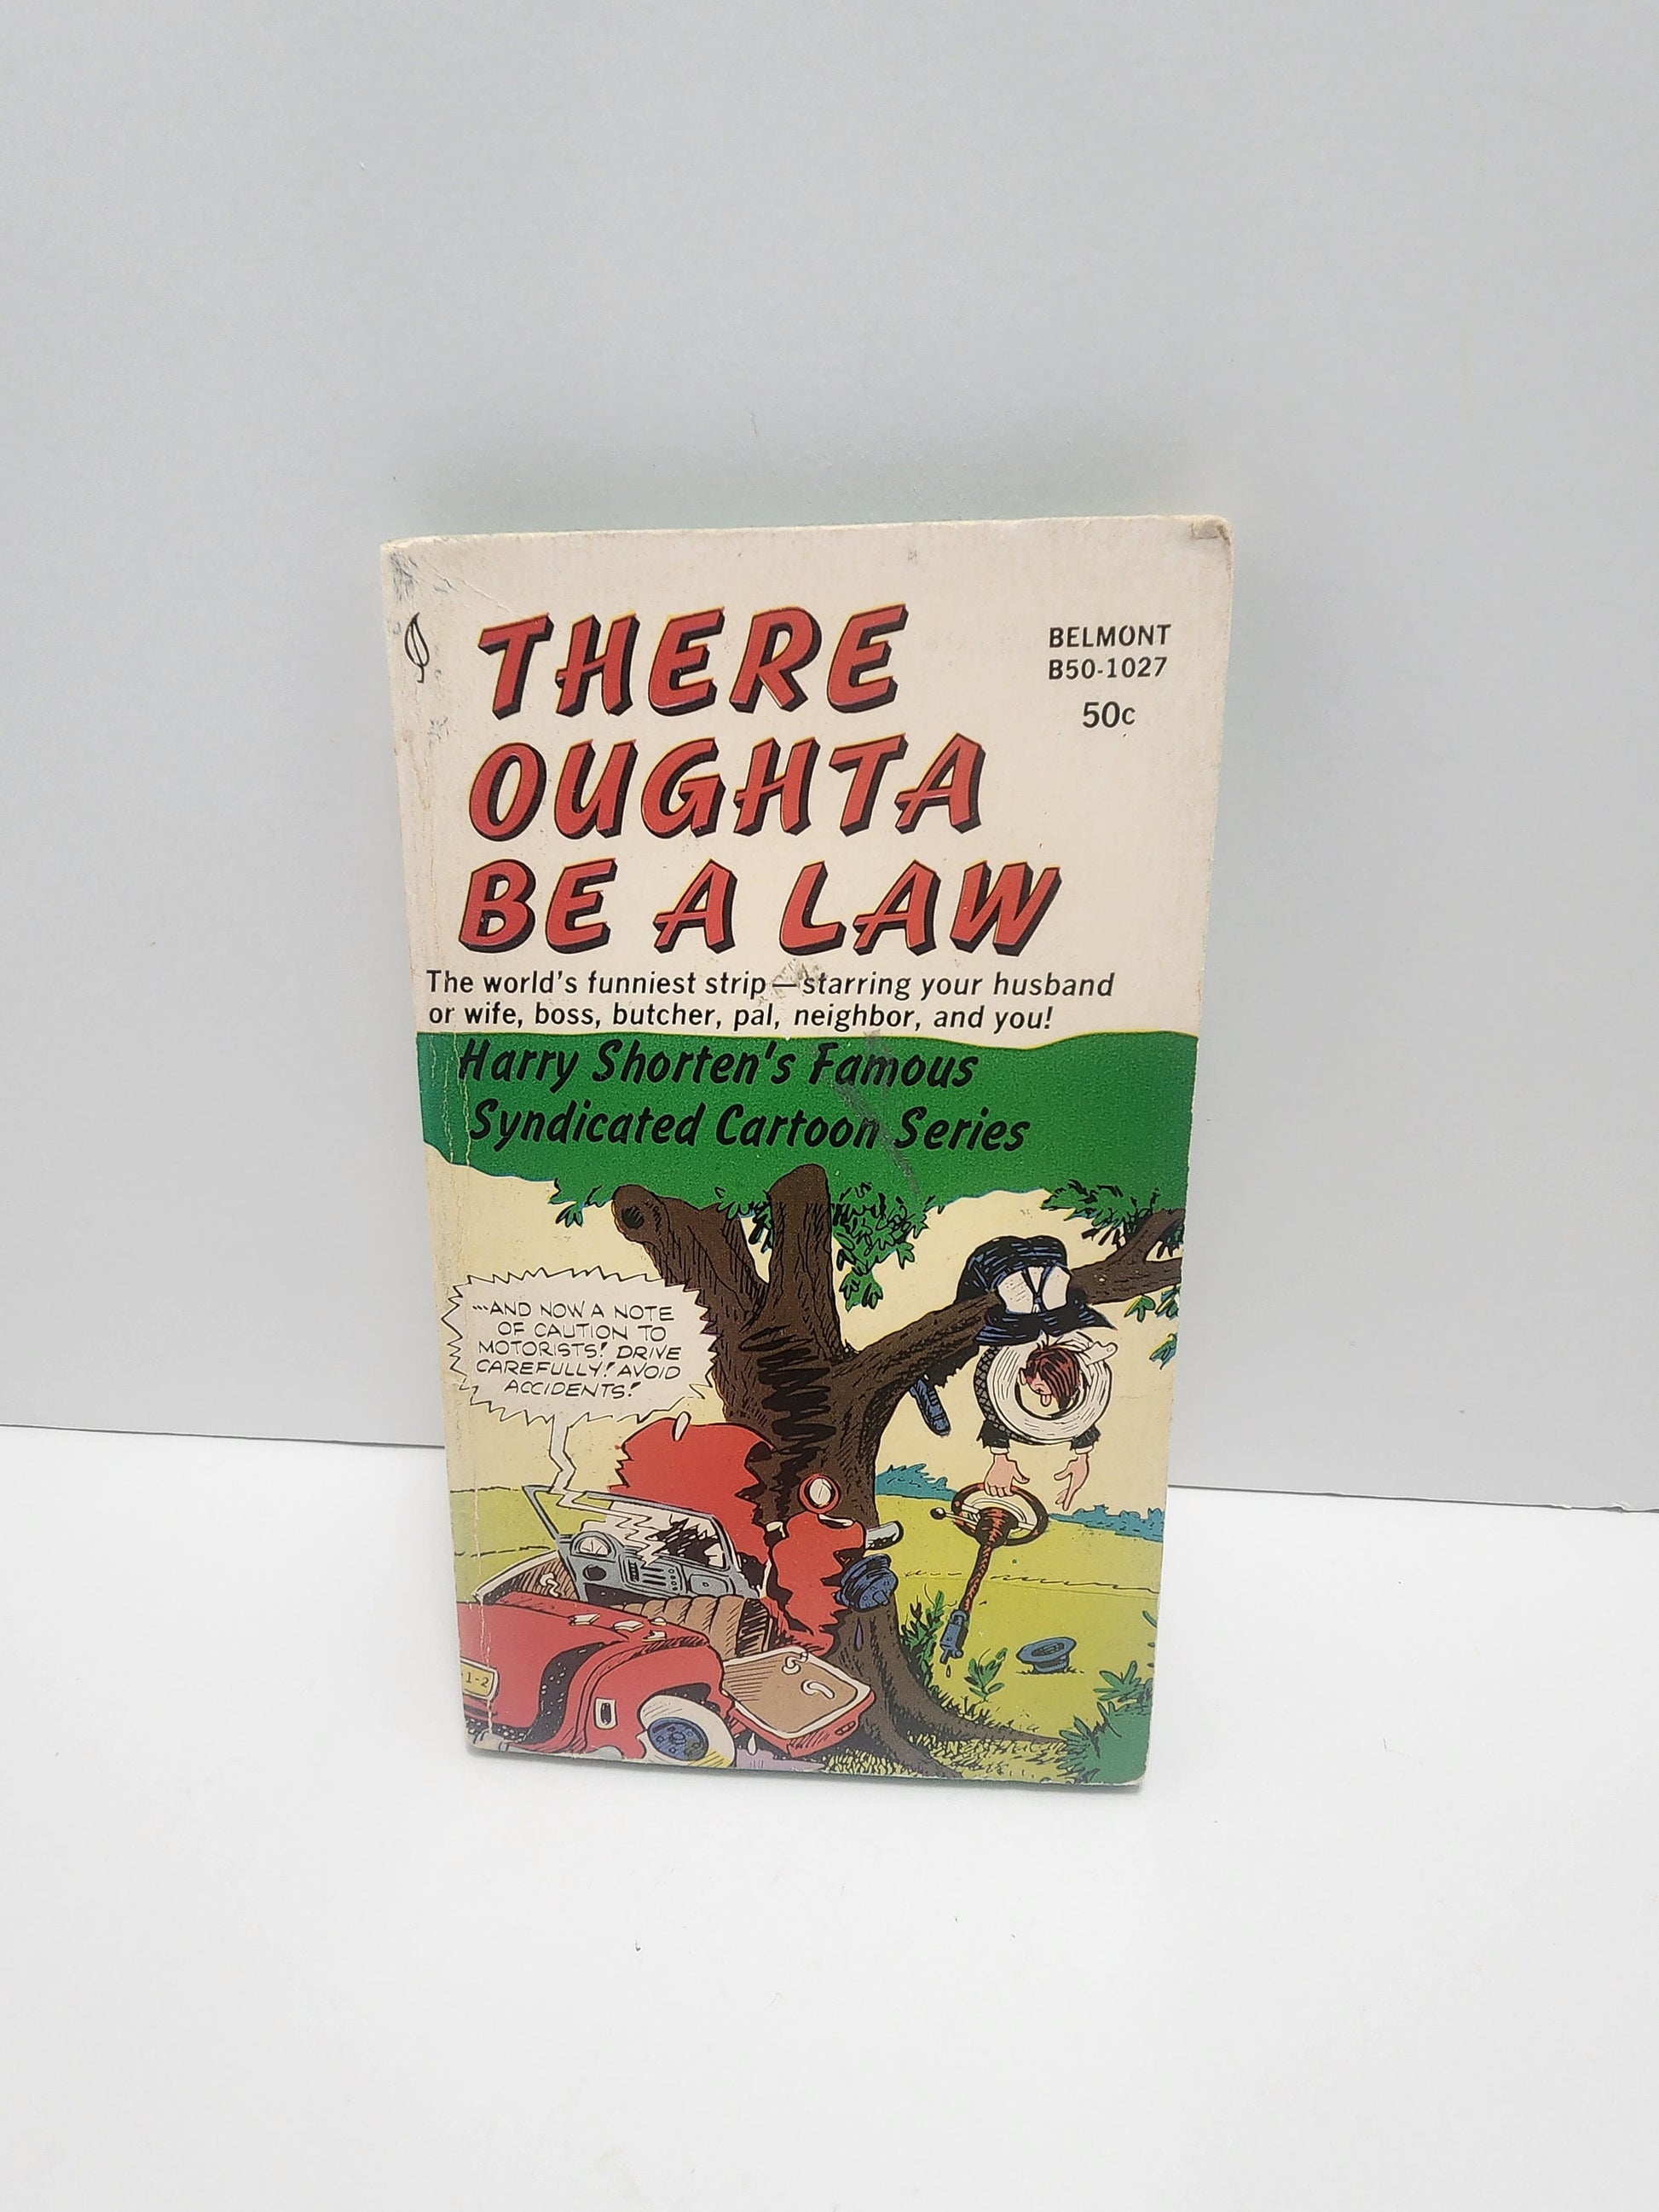 THERE
OUGHTA
BE A LAW
BELMONT
B50-1027
50c
The world's funniest strip—starring your husband
or wife, boss, butcher, pal, neighbor, and you!
Harry Shorten's Famous
Syndicated Cartoon Series
...AND NOW A NOTE
OF CAUTION TO
MOTORISTS! DRIVE
CAREFULLY! AVOID
ACCIDENTS!
1-2